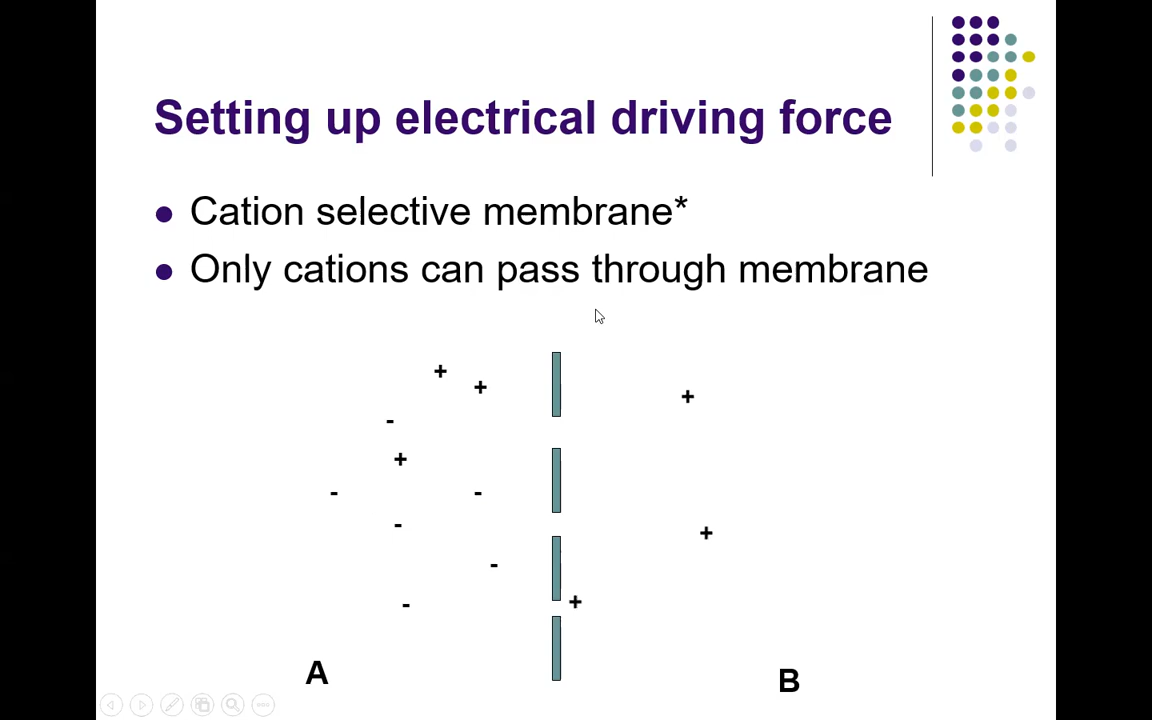 Setting up electrical driving force
Cation selective membrane*
Only cations can pass through membrane
+
+
+
-
+
-
-
-
+
-
+
-
A
B